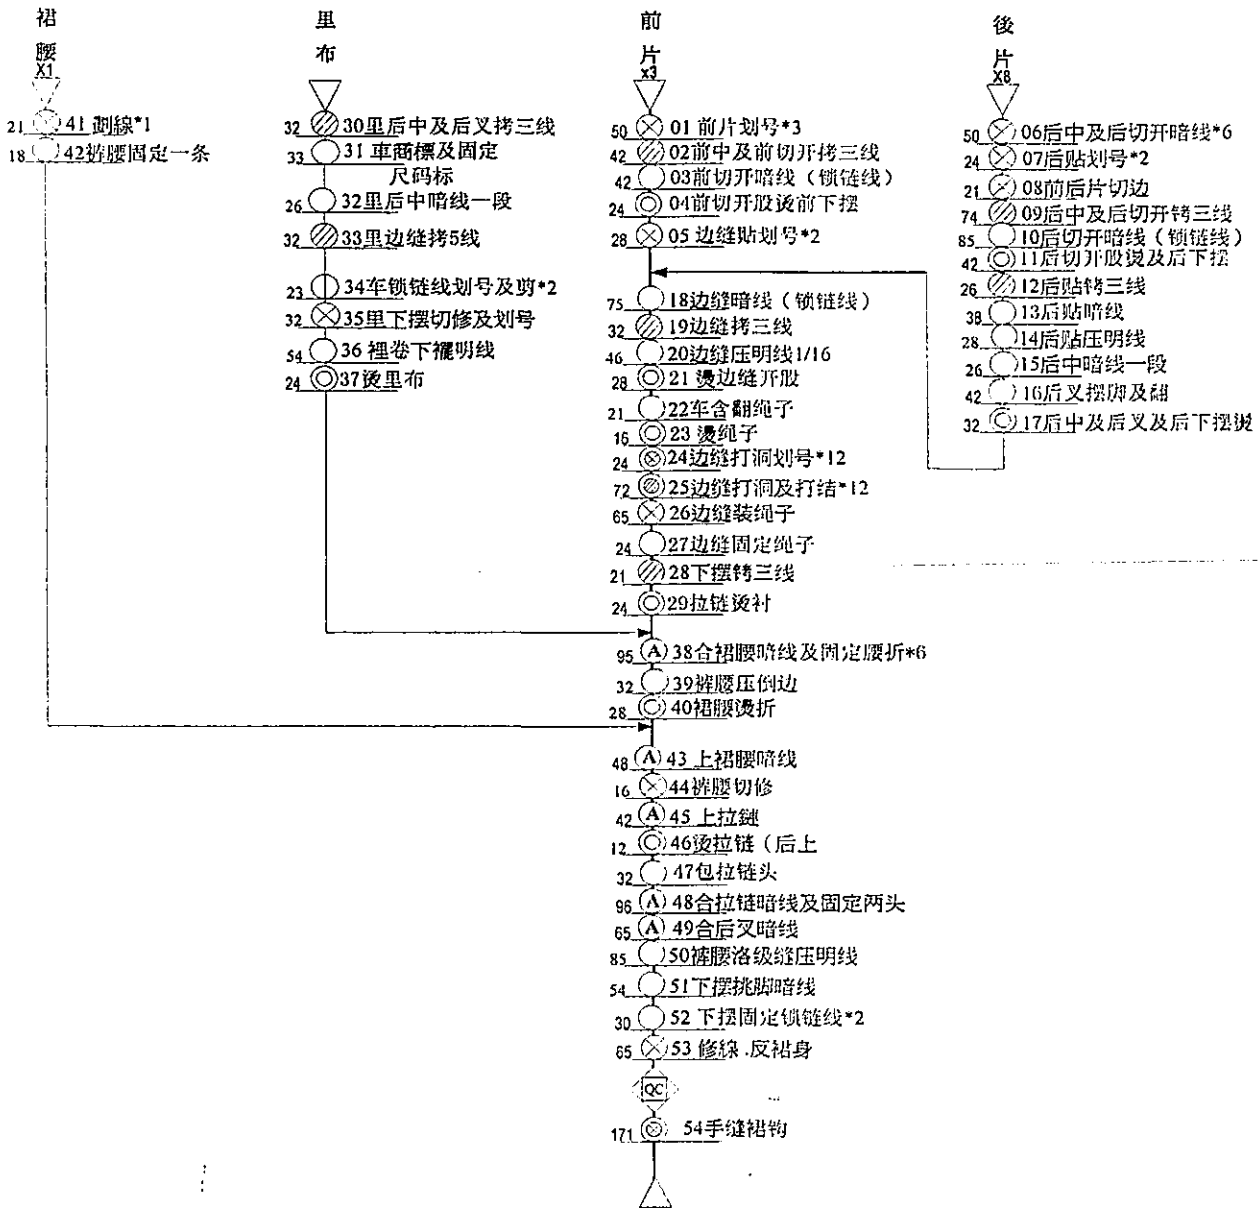 裙腰
X1
21 41 劃線*1
18 42裤腰固定一条
里布
32 30里后中及后叉拷三线
33 31 車商標及固定
尺码标
26 32里后中暗线一段
32 33里边缝拷5线
23 34车锁链线划号及剪*2
32 35里下摆切修及划号
54 36 裡卷下襬明线
24 37烫里布
前片
x3
50 01 前片划号*3
42 02前中及前切开拷三线
42 03前切开暗线（锁链线）
24 04前切开股烫前下摆
28 05 边缝贴划号*2
75 18边缝暗线（锁链线）
32 19边缝拷三线
46 20边缝压明线1/16
28 21 烫边缝开股
21 22车含翻绳子
16 23 烫绳子
24 24边缝打洞划号*12
72 25边缝打洞及打结*12
65 26边缝装绳子
24 27边缝固定绳子
21 28下摆铐三线
24 29拉链烫衬
95 A 38合裙腰暗线及固定腰折*6
32 39裤腰压倒边
28 40裙腰烫折
48 A 43 上裙腰暗线
16 44裤腰切修
42 A 45 上拉鏈
12 46烫拉链（后上
32 47包拉链头
96 A 48合拉链暗线及固定两头
65 A 49合后叉暗线
85 50裤腰洛级缝压明线
54 51下摆挑脚暗线
30 52 下摆固定锁链线*2
65 53 修線.反裙身
QC
171 54手缝裙钩
後片
X8
50 06后中及后切开暗线*6
24 07后贴划号*2
21 08前后片切边
74 09后中及后切开铐三线
85 10后切开暗线（锁链线）
42 11后切开股烫及后下摆
26 12后贴铐三线
38 13后贴暗线
28 14后贴压明线
26 15后中暗线一段
42 16后叉摆脚及翻
32 17后中及后叉及后下摆烫